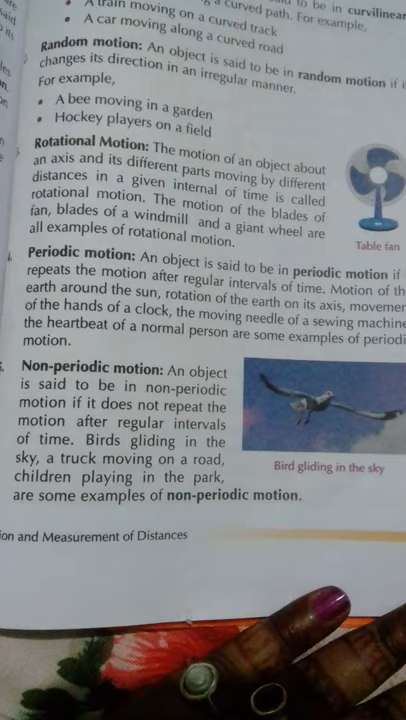 a curved path. For example,
to be in curvilinear
• A train moving on a curved track
• A car moving along a curved road
Random motion: An object is said to be in random motion if i
changes its direction in an irregular manner.
For example,
• A bee moving in a garden
• Hockey players on a field
Rotational Motion: The motion of an object about
an axis and its different parts moving by different
distances in a given internal of time is called
rotational motion. The motion of the blades of
fan, blades of a windmill and a giant wheel are
all examples of rotational motion.
Table fan
Periodic motion: An object is said to be in periodic motion if
repeats the motion after regular intervals of time. Motion of th
earth around the sun, rotation of the earth on its axis, movemen
of the hands of a clock, the moving needle of a sewing machine
the heartbeat of a normal person are some examples of periodi
motion.
Non-periodic motion: An object
is said to be in non-periodic
motion if it does not repeat the
motion after regular intervals
of time. Birds gliding in the
sky, a truck moving on a road,
children playing in the park,
are some examples of non-periodic motion.
Bird gliding in the sky
ion and Measurement of Distances